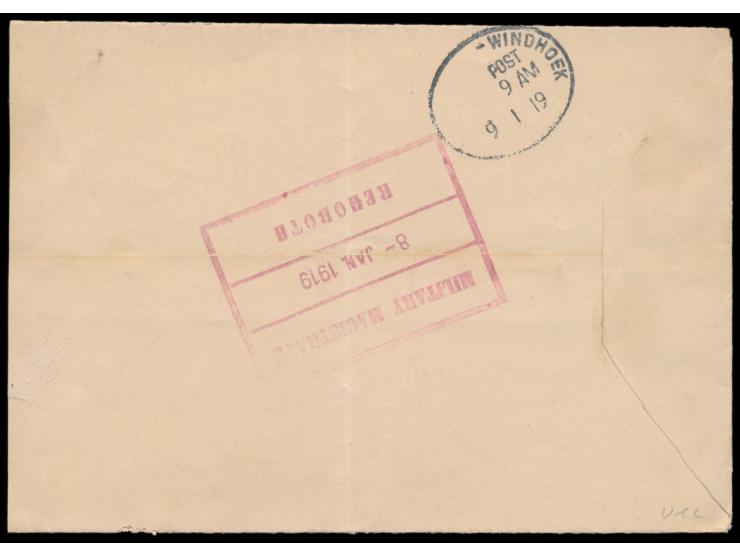 -WINDHOEK
POST
9 AM
9 1 19
MILITARY MAGISTRATE
8- JAN. 1919
REHOBOTH